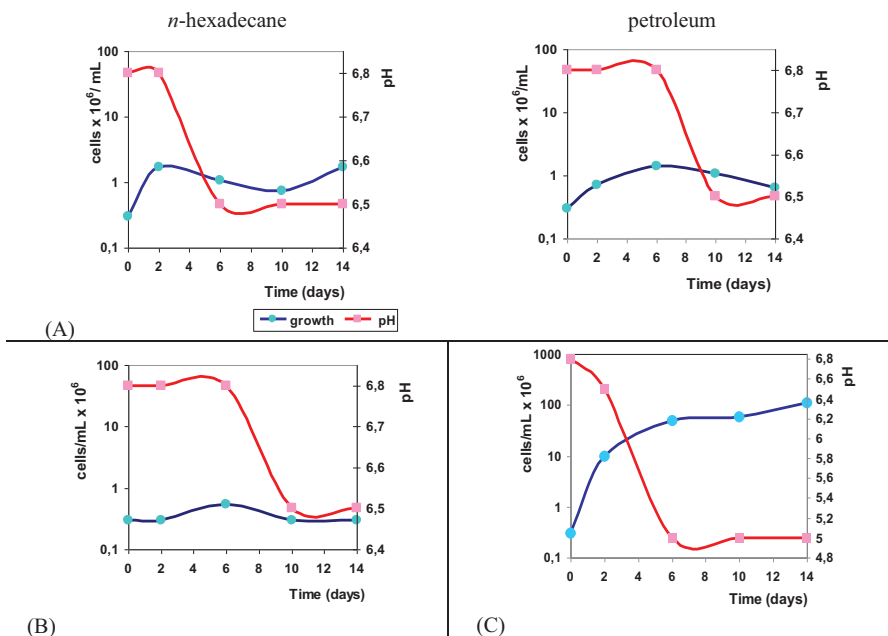 n-hexadecane
petroleum
100
10
1
0,1
cells x 10⁶/ mL
6,8
6,7
6,6
6,5
6,4
pH
0 2 4 6 8 10 12 14
Time (days)
100
10
1
0,1
cells x 10⁶/mL
6,8
6,7
6,6
6,5
6,4
pH
0 2 4 6 8 10 12 14
Time (days)
(A)
growth pH
100
10
1
0,1
cells/mL x 10⁶
6,8
6,7
6,6
6,5
6,4
pH
0 2 4 6 8 10 12 14
Time (days)
(B)
1000
100
10
1
0,1
cells/mL x 10⁶
6,8
6,6
6,4
6,2
6
5,8
5,6
5,4
5,2
5
4,8
pH
0 2 4 6 8 10 12 14
Time (days)
(C)